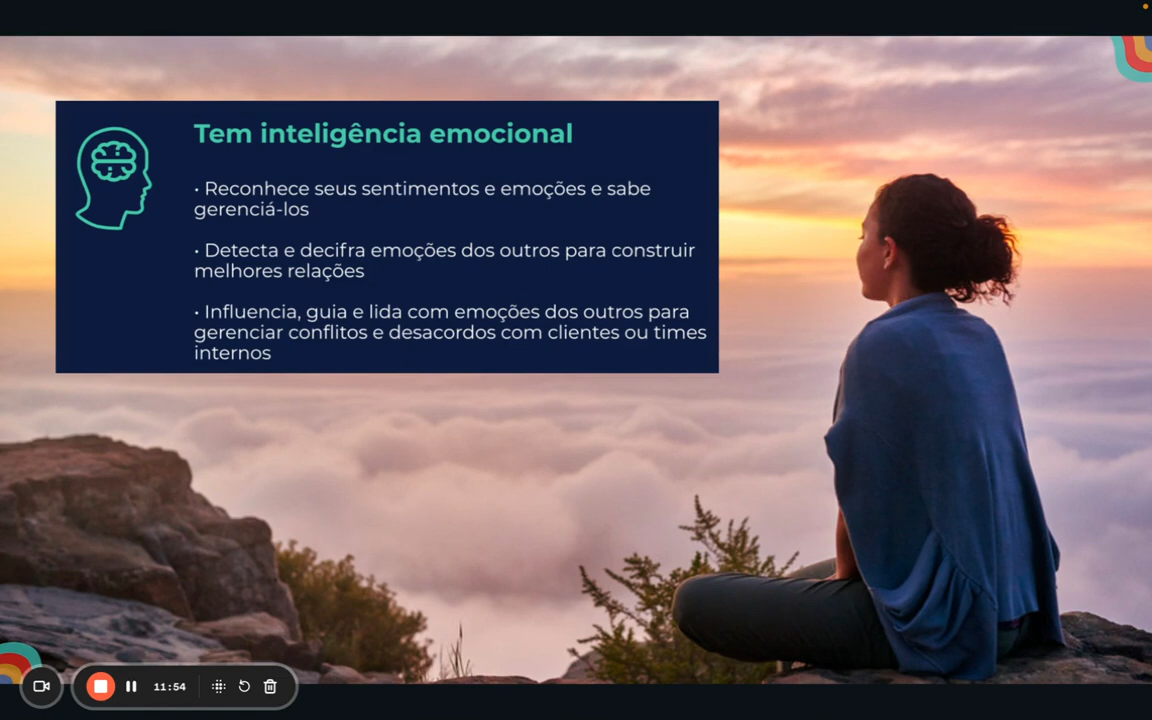 Tem inteligência emocional
• Reconhece seus sentimentos e emoções e sabe
gerenciá-los
• Detecta e decifra emoções dos outros para construir
melhores relações
• Influencia, guia e lida com emoções dos outros para
gerenciar conflitos e desacordos com clientes ou times
internos
11:54